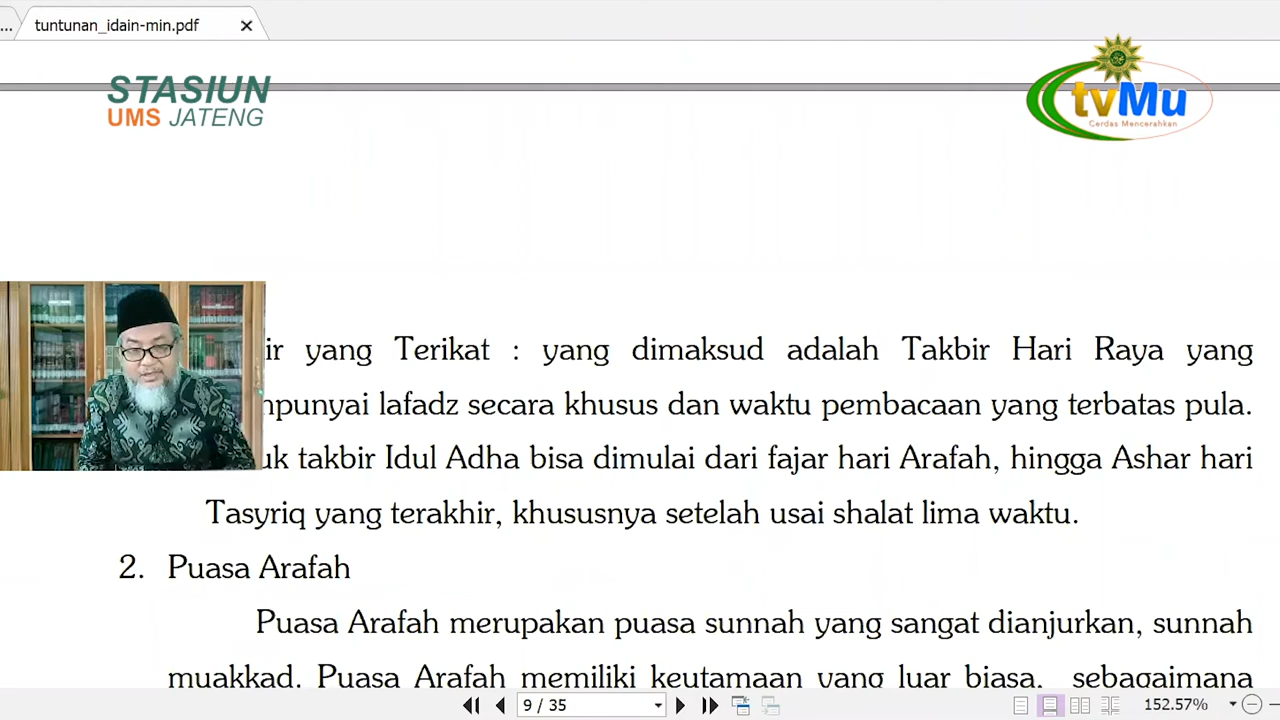 ...
tuntunan_idain-min.pdf
STASIUN
UMS JATENG
tvMu
Cerdas Mencerahkan
ir yang Terikat : yang dimaksud adalah Takbir Hari Raya yang
npunyai lafadz secara khusus dan waktu pembacaan yang terbatas pula.
uk takbir Idul Adha bisa dimulai dari fajar hari Arafah, hingga Ashar hari
Tasyriq yang terakhir, khususnya setelah usai shalat lima waktu.
2. Puasa Arafah
Puasa Arafah merupakan puasa sunnah yang sangat dianjurkan, sunnah
muakkad. Puasa Arafah memiliki keutamaan yang luar biasa, sebagaimana
9 / 35
152.57%